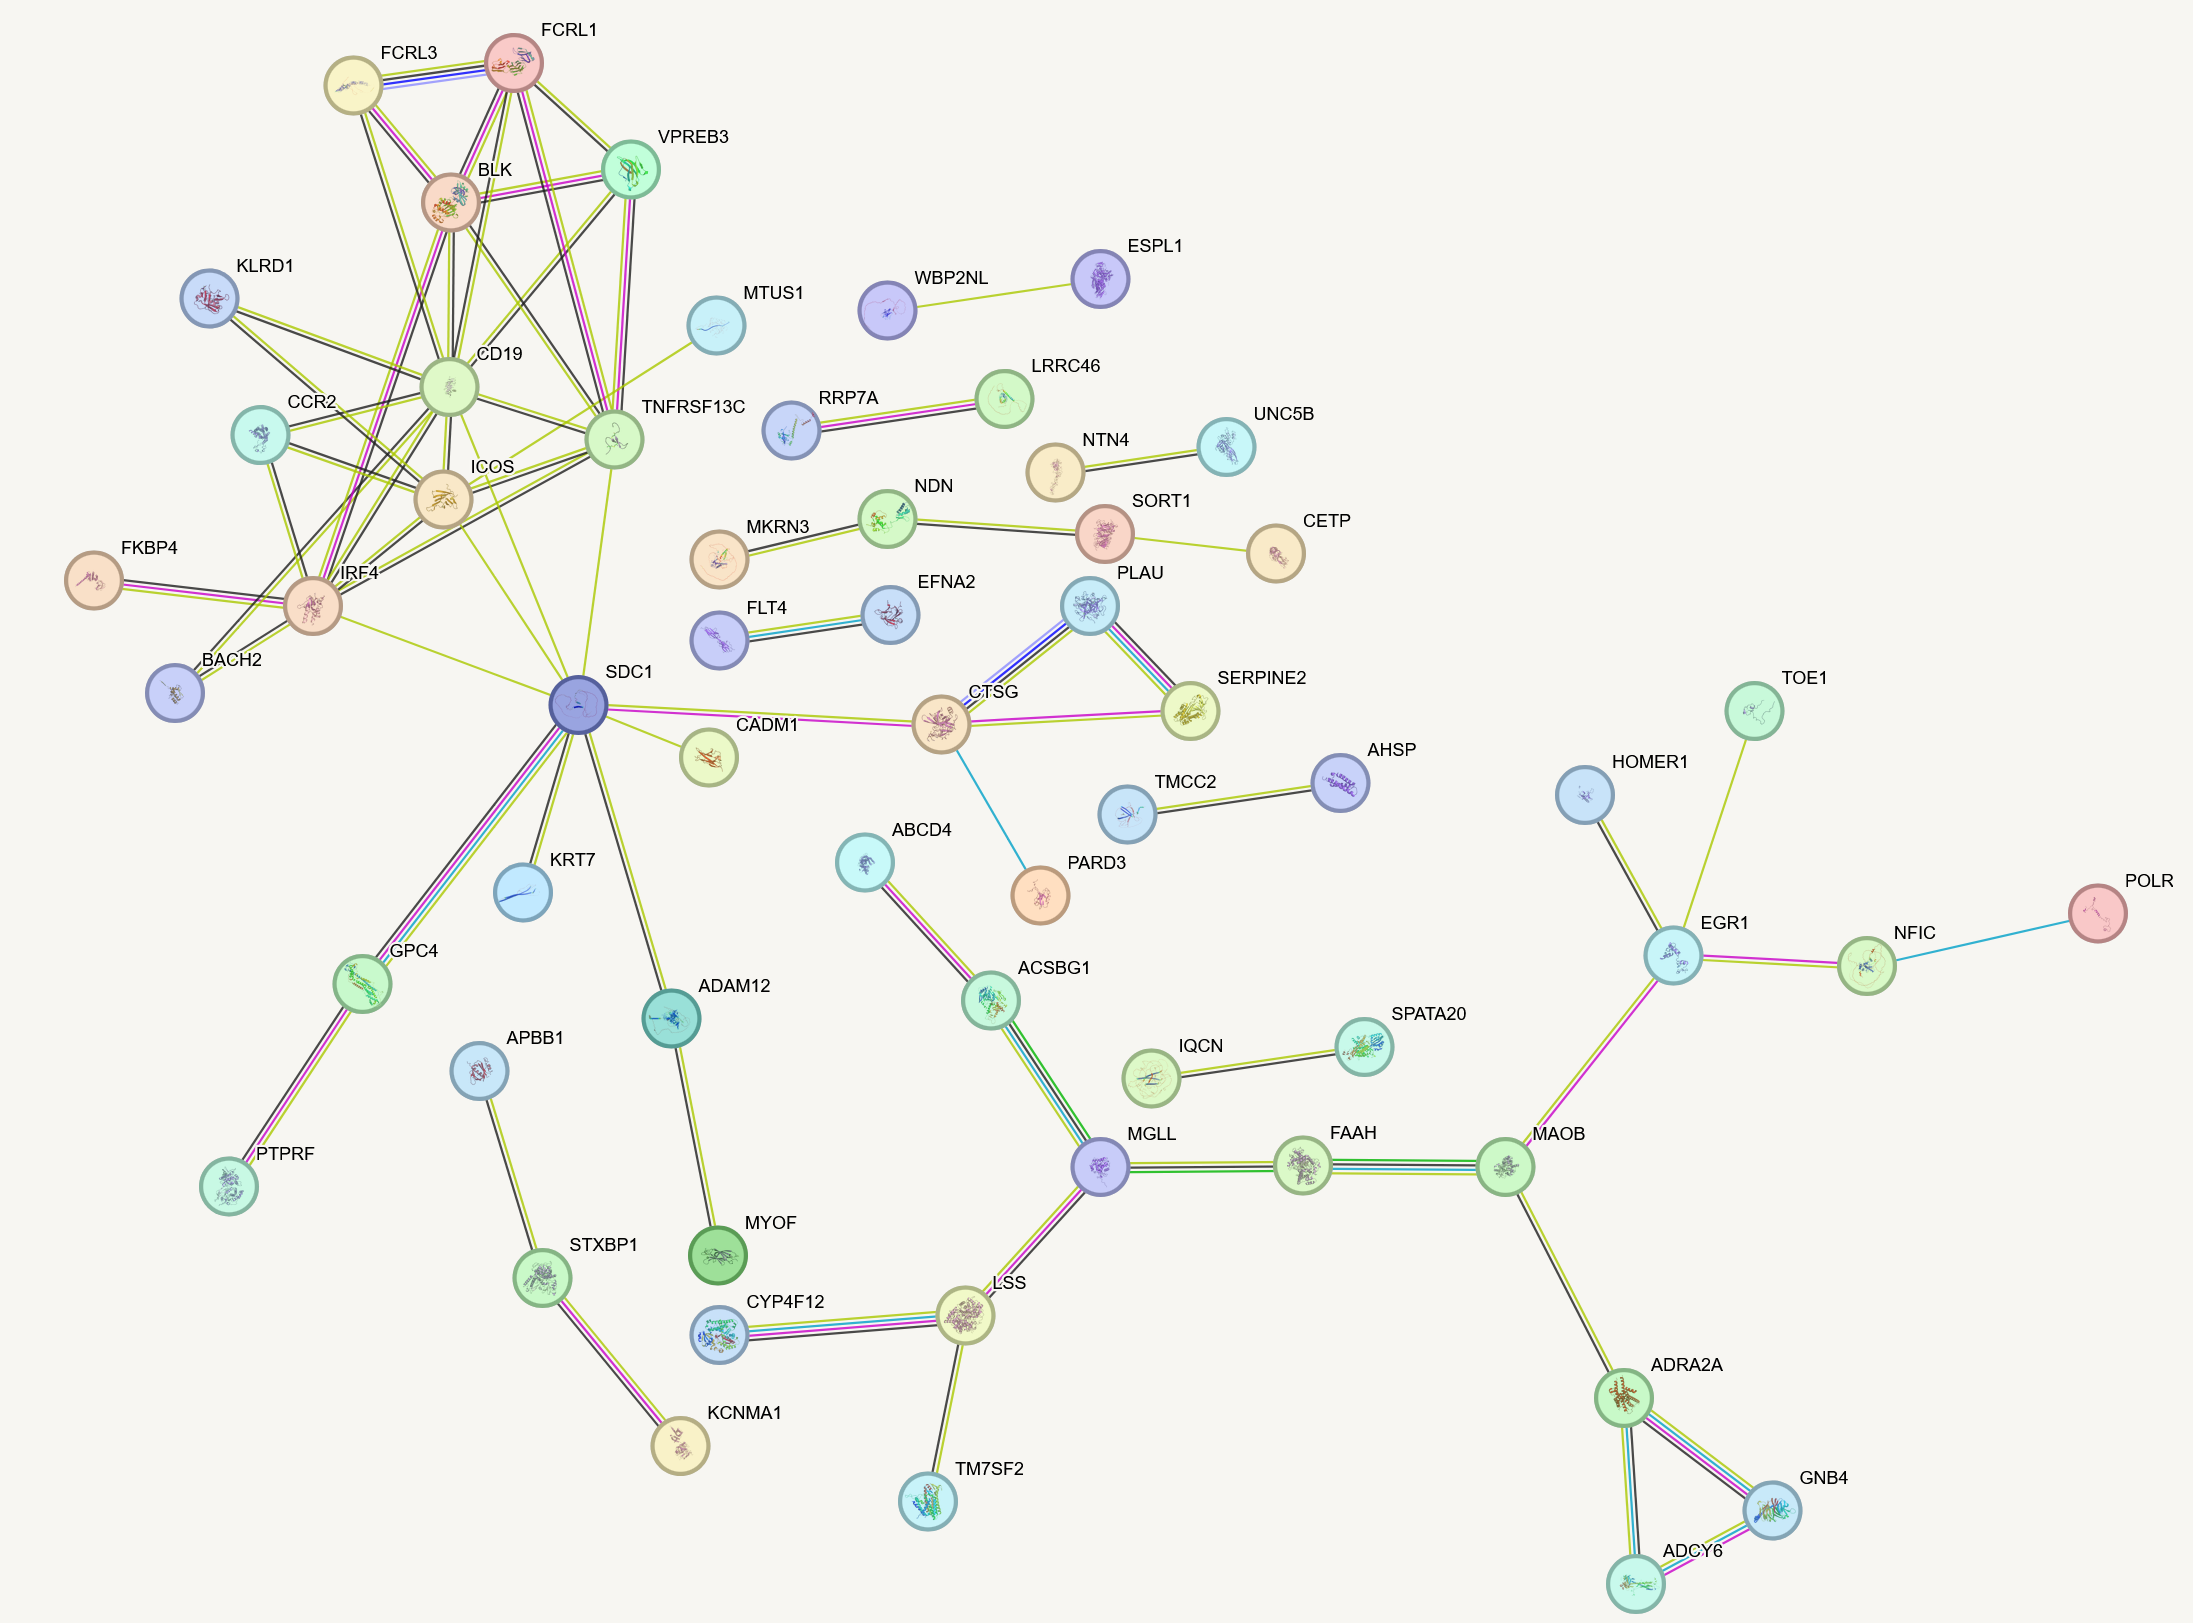 FCRL1
FCRL3
VPREB3
BLK
ESPL1
KLRD1
WBP2NL
MTUS1
CD19
LRRC46
RRP7A
CCR2
TNFRSF13C
UNC5B
NTN4
ICOS
NDN
SORT1
CETP
MKRN3
FKBP4
IRF4
PLAU
EFNA2
FLT4
BACH2
SDC1
SERPINE2
TOE1
CTSG
CADM1
AHSP
HOMER1
TMCC2
ABCD4
KRT7
PARD3
POLR
EGR1
NFIC
GPC4
ACSBG1
ADAM12
SPATA20
APBB1
IQCN
MGLL
FAAH
MAOB
PTPRF
MYOF
STXBP1
LSS
CYP4F12
ADRA2A
KCNMA1
TM7SF2
GNB4
ADCY6